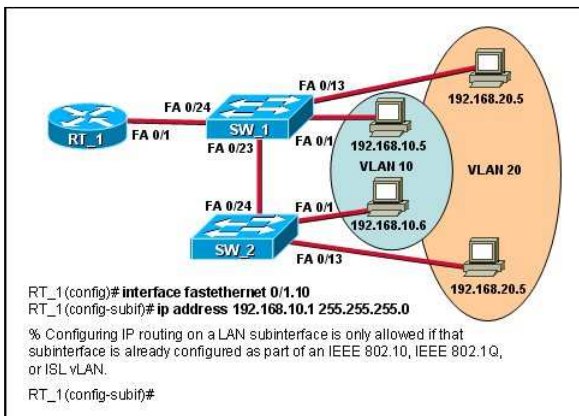 FA 0/13
192.168.20.5
FA 0/24
FA 0/1
RT_1
SW_1
FA 0/1
192.168.10.5
FA 0/23
VLAN 10
VLAN 20
FA 0/24
FA 0/1
192.168.10.6
SW_2
FA 0/13
192.168.20.5
RT_1(config)# interface fastethernet 0/1.10
RT_1(config-subif)# ip address 192.168.10.1 255.255.255.0
% Configuring IP routing on a LAN subinterface is only allowed if that
subinterface is already configured as part of an IEEE 802.10, IEEE 802.1Q,
or ISL vLAN.
RT_1(config-subif)#